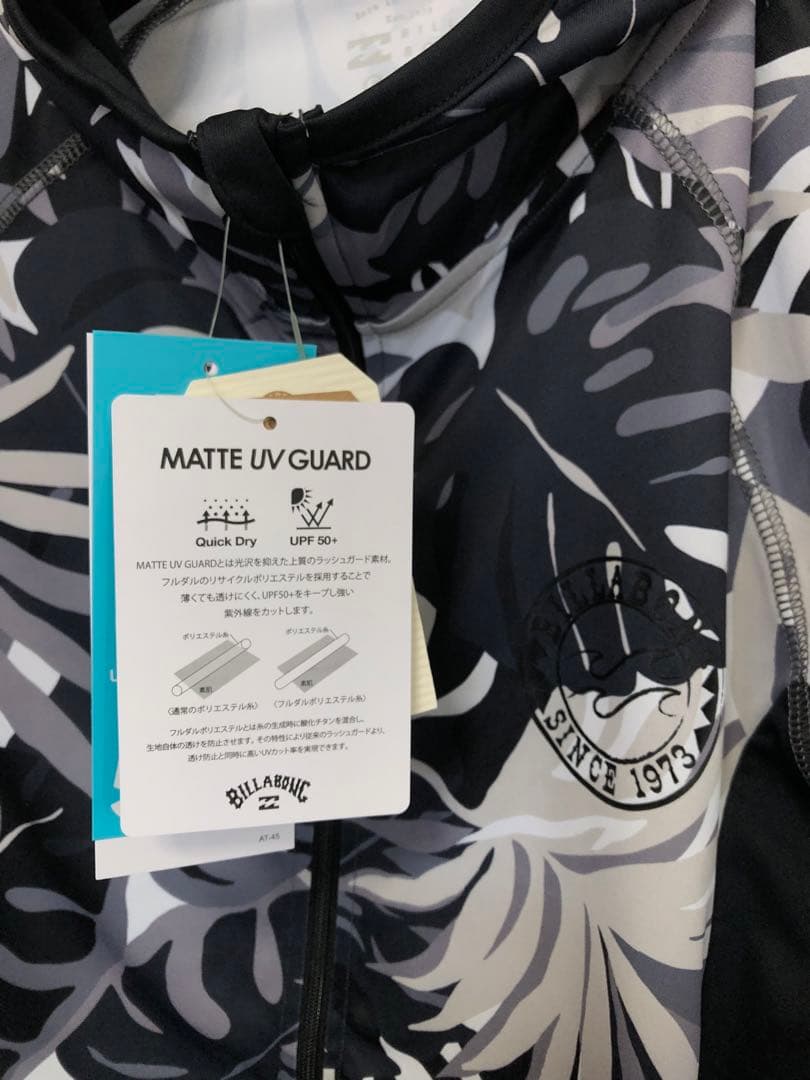 MATTE UV GUARD
Quick Dry
UPF 50+
MATTE UV GUARDとは光沢を抑えた上質のラッシュガード素材。
フルダルのリサイクルポリエステルを採用することで
薄くても透けにくく、UPF50+をキープし強い
紫外線をカットします。
ポリエステル糸
ポリエステル糸
素肌
素肌
〈通常のポリエステル糸〉
〈フルダルポリエステル糸〉
フルダルポリエステルとは糸の生成時に酸化チタンを混合し、
生地自体の透けを防止させます。その特性により従来のラッシュガードより、
透け防止と同時に高いUVカット率を実現できます。
BILLABONG
AT-45
BILLABONG
SINCE 1973